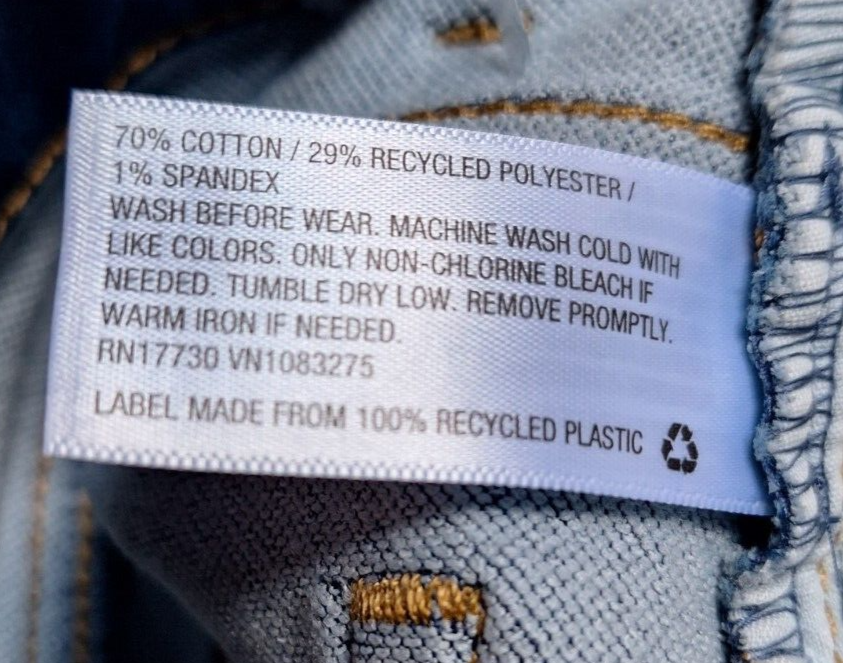 70% COTTON / 29% RECYCLED POLYESTER /
1% SPANDEX
WASH BEFORE WEAR. MACHINE WASH COLD WITH
LIKE COLORS. ONLY NON-CHLORINE BLEACH IF
NEEDED. TUMBLE DRY LOW. REMOVE PROMPTLY.
WARM IRON IF NEEDED.
RN17730 VN1083275
LABEL MADE FROM 100% RECYCLED PLASTIC